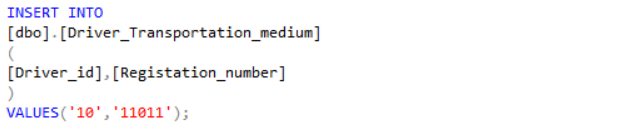 INSERT INTO
[dbo].[Driver_Transportation_medium]
(
[Driver_id],[Registation_number]
)
VALUES('10','11011');